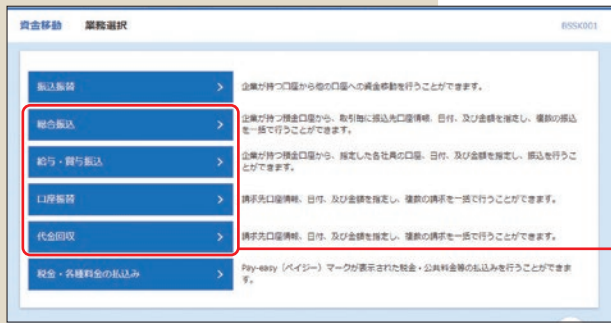 資金移動 業務選択 BSSK001
振込振替
企業が持つ口座から他の口座への資金移動を行うことができます。
総合振込
企業が持つ預金口座から、取引毎に振込先口座情報、日付、及び金額を指定し、複数の振込
を一括で行うことができます。
給与・賞与振込
企業が持つ預金口座から、指定した各社員の口座、日付、及び金額を指定し、振込を行うこ
とができます。
口座振替
請求先口座情報、日付、及び金額を指定し、複数の請求を一括で行うことができます。
代金回収
請求先口座情報、日付、及び金額を指定し、複数の請求を一括で行うことができます。
税金・各種料金の払込み
Pay-easy（ペイジー）マークが表示された税金・公共料金等の払込みを行うことができま
す。